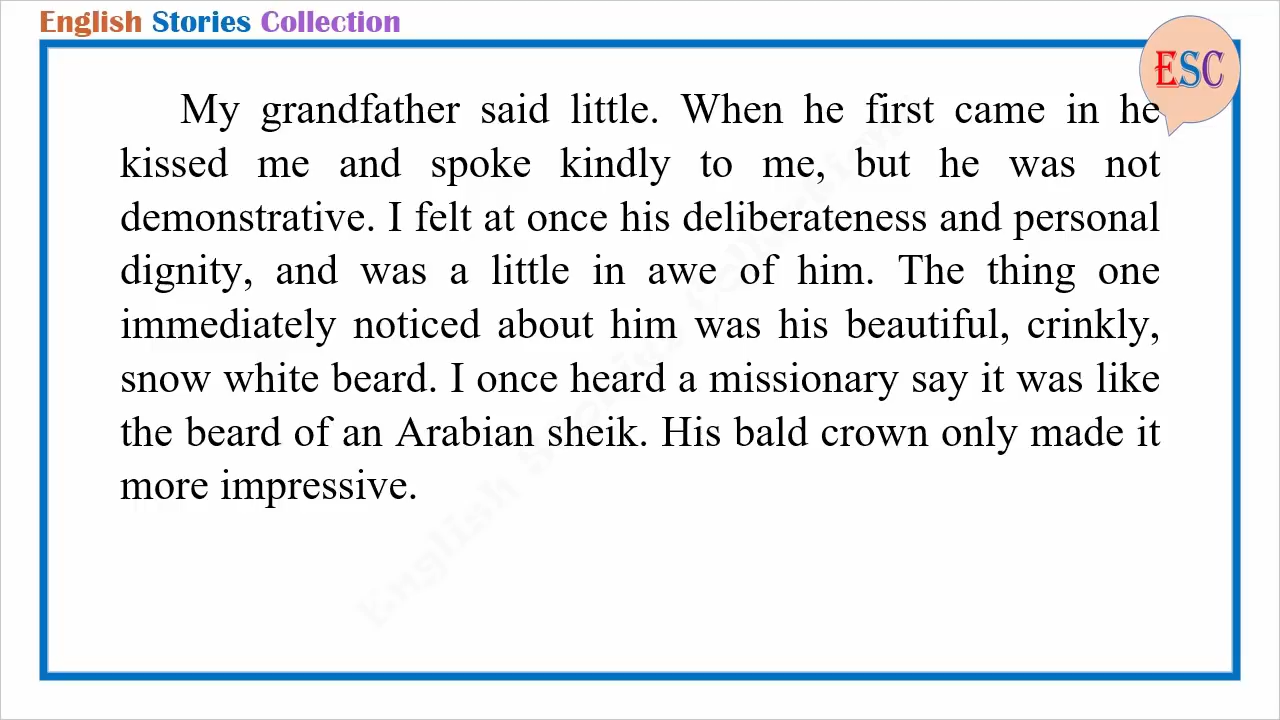 English Stories Collection
ESC
My grandfather said little. When he first came in he
kissed me and spoke kindly to me, but he was not
demonstrative. I felt at once his deliberateness and personal
dignity, and was a little in awe of him. The thing one
immediately noticed about him was his beautiful, crinkly,
snow white beard. I once heard a missionary say it was like
the beard of an Arabian sheik. His bald crown only made it
more impressive.
English Stories Collection